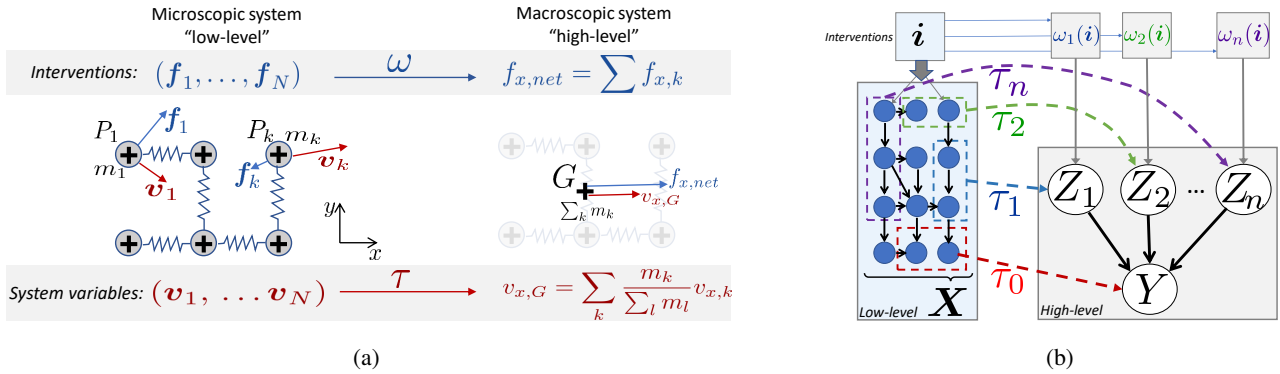 Microscopic system
“low-level”
Macroscopic system
“high-level”
Interventions: (f_1, . . . , f_N) ω f_{x,net} = ∑ f_{x,k}
P_1 f_1 m_1 v_1
P_k m_k f_k v_k
y x
G f_{x,net}
v_{x,G}
∑_k m_k
System variables: (v_1, . . . v_N) τ v_{x,G} = ∑_k \frac{m_k}{∑_l m_l} v_{x,k}
(a)
Interventions i ω_1(i) ω_2(i) ω_n(i)
τ_n
τ_2
τ_1
τ_0
Z_1 Z_2 ... Z_n
Y
Low-level X
High-level
(b)